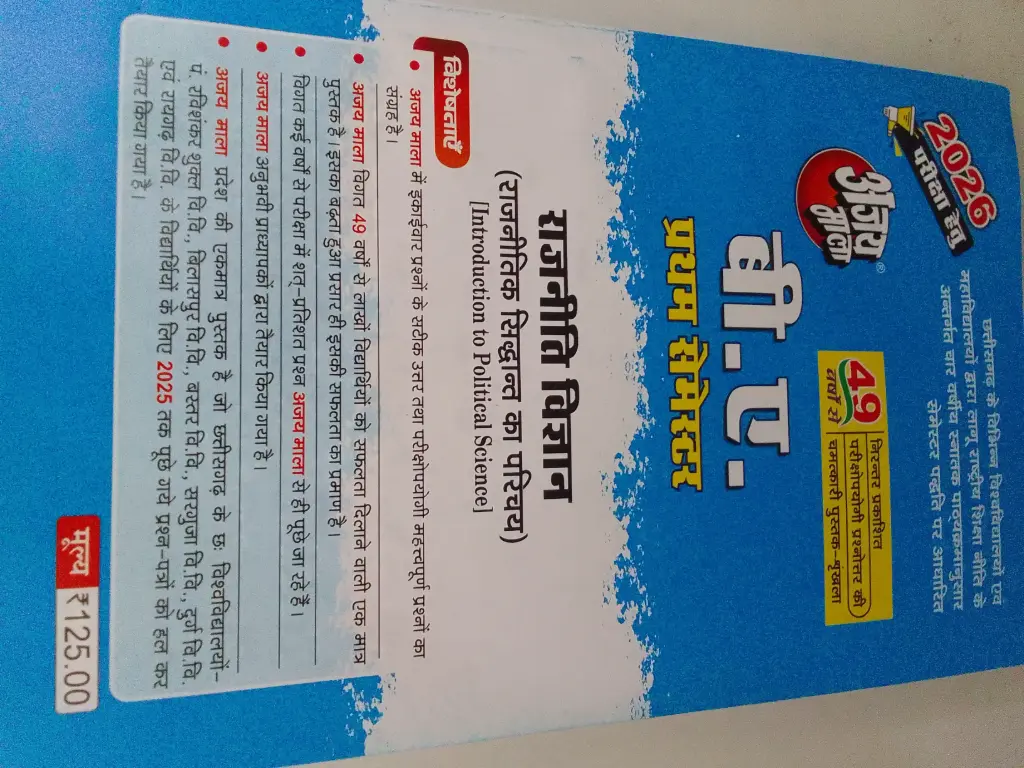 2026
परीक्षा हेतु
छत्तीसगढ़ के विभिन्न विश्वविद्यालयों एवं
महाविद्यालयों द्वारा लागू राष्ट्रीय शिक्षा नीति के
अन्तर्गत चार वर्षीय स्नातक पाठ्यक्रमानुसार
सेमेस्टर पद्धति पर आधारित
अजय
माला
49
वर्षों से
निरन्तर प्रकाशित
परीक्षोपयोगी प्रश्नोत्तर की
चमत्कारी पुस्तक-श्रृंखला
बी.ए.
प्रथम सेमेस्टर
राजनीति विज्ञान
(राजनीतिक सिद्धान्त का परिचय)
[Introduction to Political Science]
विशेषताएँ
• अजय माला में इकाईवार प्रश्नों के सटीक उत्तर तथा परीक्षोपयोगी महत्त्वपूर्ण प्रश्नों का
संग्रह है।
• अजय माला विगत 49 वर्षों से लाखों विद्यार्थियों को सफलता दिलाने वाली एक मात्र
पुस्तक है। इसका बढ़ता हुआ प्रसार ही इसकी सफलता का प्रमाण है।
• विगत कई वर्षों से परीक्षा में शत्-प्रतिशत प्रश्न अजय माला से ही पूछे जा रहे हैं।
• अजय माला अनुभवी प्राध्यापकों द्वारा तैयार किया गया है।
• अजय माला प्रदेश की एकमात्र पुस्तक है जो छत्तीसगढ़ के छः विश्वविद्यालयों-
पं. रविशंकर शुक्ल वि.वि., बिलासपुर वि.वि., बस्तर वि.वि., सरगुजा वि.वि., दुर्ग वि.वि.
एवं रायगढ़ वि.वि. के विद्यार्थियों के लिए 2025 तक पूछे गये प्रश्न-पत्रों को हल कर
तैयार किया गया है।
मूल्य ₹125.00